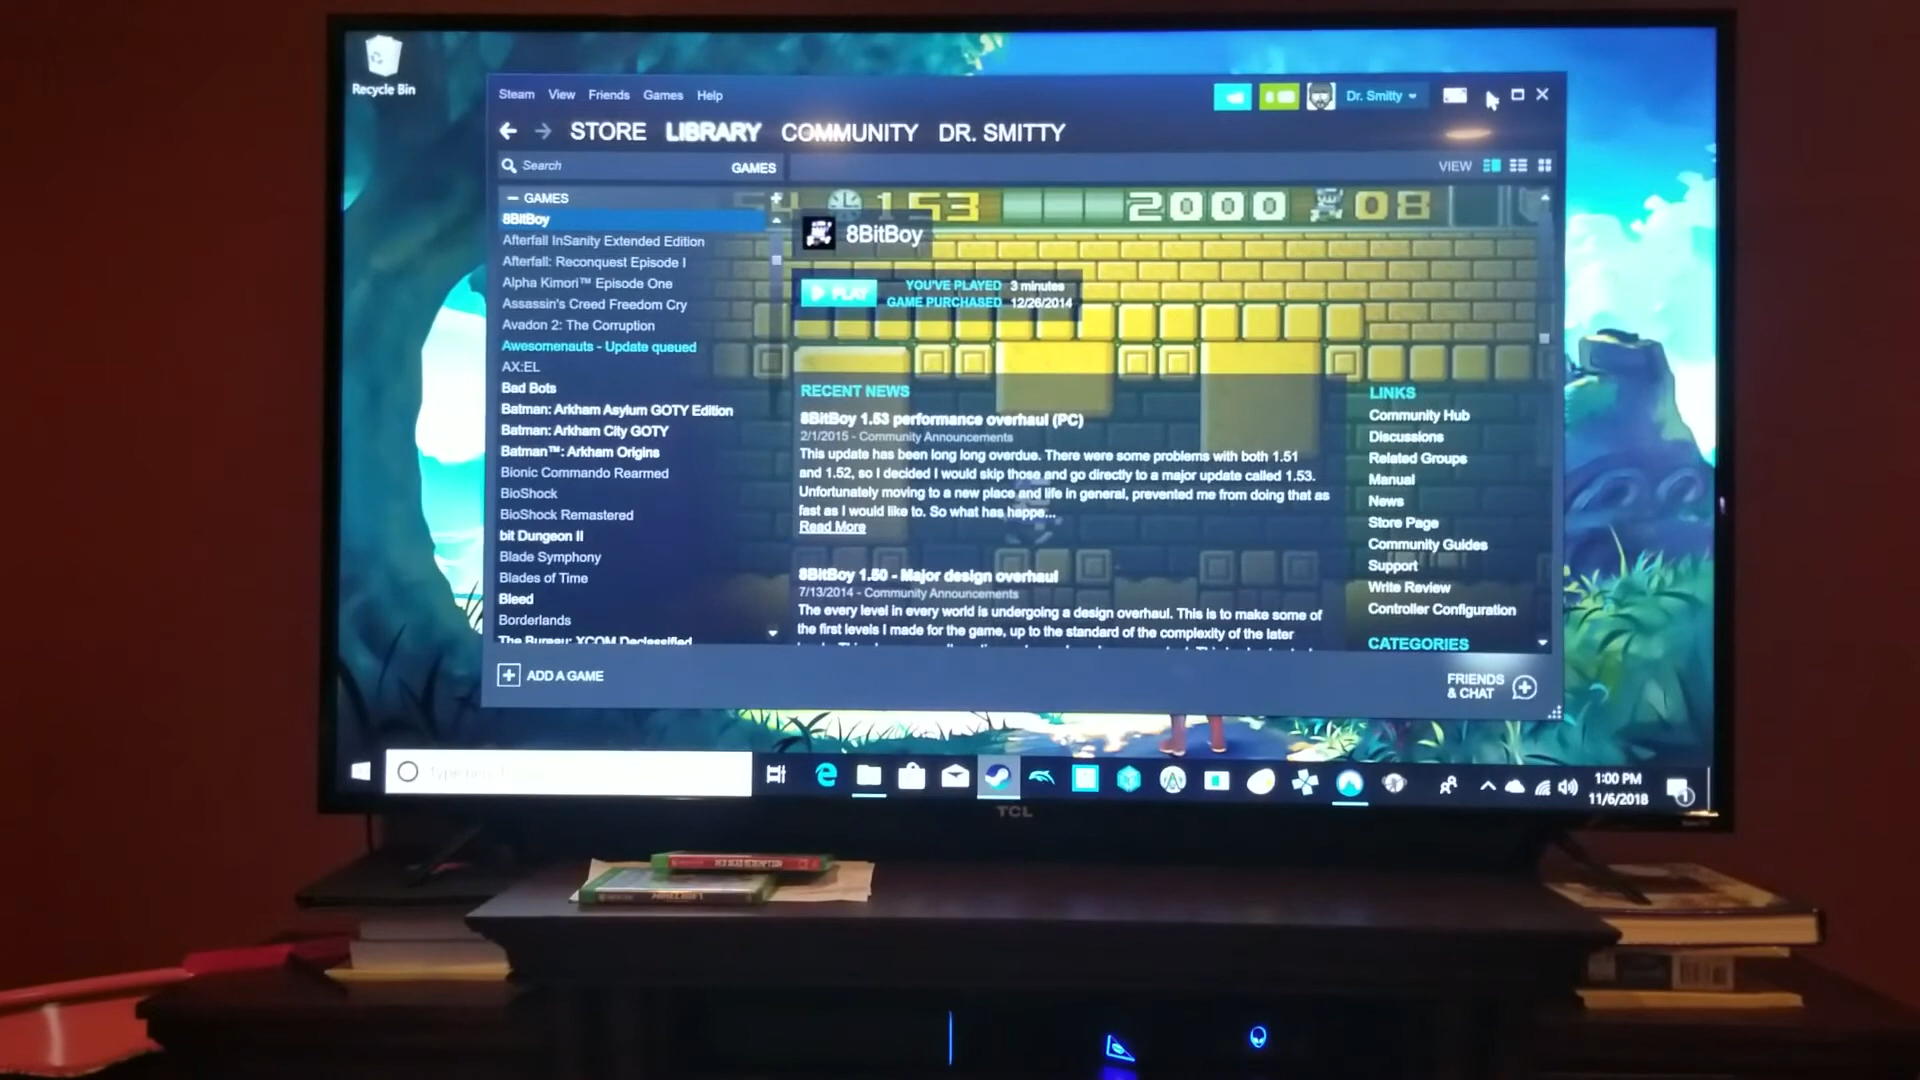 Recycle Bin
Steam View Friends Games Help
Dr. Smitty
STORE LIBRARY COMMUNITY DR. SMITTY
Search GAMES
VIEW
GAMES
153 2000 08
8BitBoy
8BitBoy
PLAY
YOU'VE PLAYED 3 minutes
GAME PURCHASED 12/26/2014
Afterfall InSanity Extended Edition
Afterfall: Reconquest Episode I
Alpha Kimori™ Episode One
Assassin's Creed Freedom Cry
Avadon 2: The Corruption
Awesomenauts - Update queued
AX:EL
Bad Bots
Batman: Arkham Asylum GOTY Edition
Batman: Arkham City GOTY
Batman™: Arkham Origins
Bionic Commando Rearmed
BioShock
BioShock Remastered
bit Dungeon II
Blade Symphony
Blades of Time
Bleed
Borderlands
The Bureau: XCOM Declassified
RECENT NEWS
8BitBoy 1.53 performance overhaul (PC)
2/1/2015 - Community Announcements
This update has been long long overdue. There were some problems with both 1.51
and 1.52, so I decided I would skip those and go directly to a major update called 1.53.
Unfortunately moving to a new place and life in general, prevented me from doing that as
fast as I would like to. So what has happe...
Read More
8BitBoy 1.50 - Major design overhaul
7/13/2014 - Community Announcements
The every level in every world is undergoing a design overhaul. This is to make some of
the first levels I made for the game, up to the standard of the complexity of the later
LINKS
Community Hub
Discussions
Related Groups
Manual
News
Store Page
Community Guides
Support
Write Review
Controller Configuration
CATEGORIES
ADD A GAME
FRIENDS
& CHAT
1:00 PM
11/6/2018
1
TCL
RED DEAD REDEMPTION
MINECRAFT